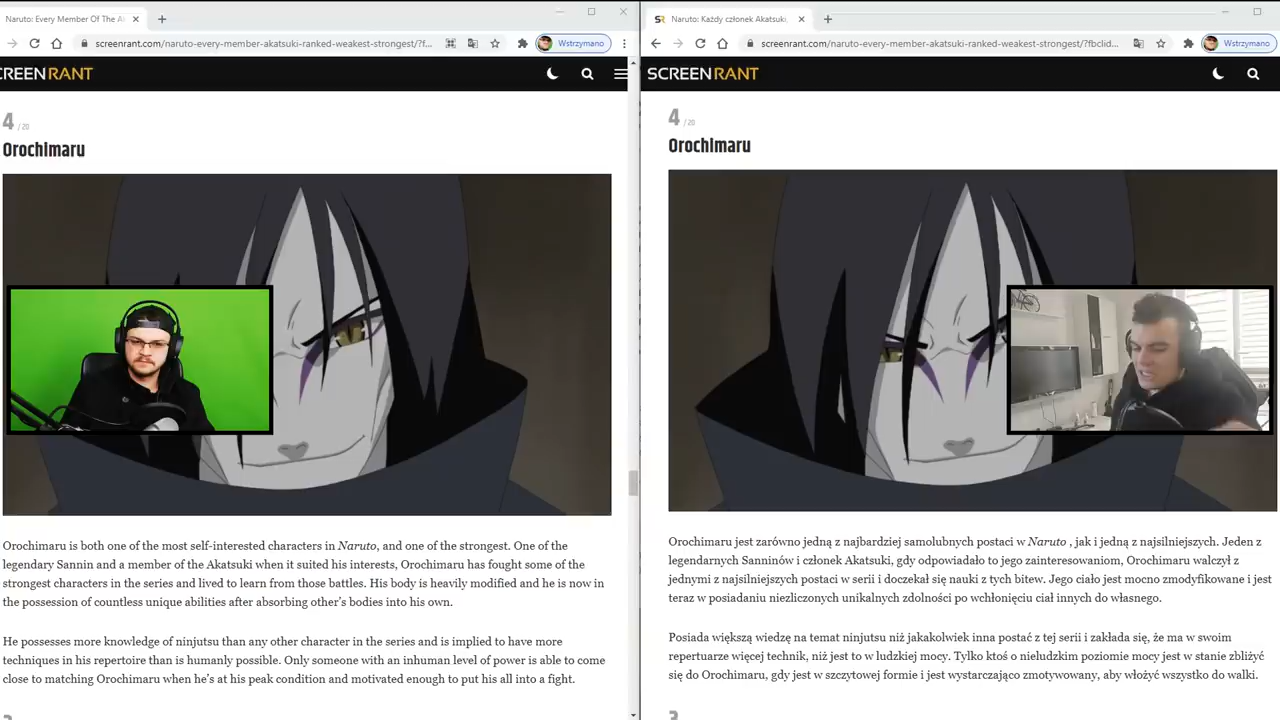 Naruto: Every Member Of The A
screenrant.com/naruto-every-member-akatsuki-ranked-weakest-strongest/?f...
Wstrzymano
CREENRANT
4 / 20
Orochimaru
Orochimaru is both one of the most self-interested characters in Naruto, and one of the strongest. One of the
legendary Sannin and a member of the Akatsuki when it suited his interests, Orochimaru has fought some of the
strongest characters in the series and lived to learn from those battles. His body is heavily modified and he is now in
the possession of countless unique abilities after absorbing other's bodies into his own.
He possesses more knowledge of ninjutsu than any other character in the series and is implied to have more
techniques in his repertoire than is humanly possible. Only someone with an inhuman level of power is able to come
close to matching Orochimaru when he's at his peak condition and motivated enough to put his all into a fight.
SR Naruto: Każdy członek Akatsuki,
screenrant.com/naruto-every-member-akatsuki-ranked-weakest-strongest/?fbclid...
Wstrzymano
SCREENRANT
4 / 20
Orochimaru
Orochimaru jest zarówno jedną z najbardziej samolubnych postaci w Naruto , jak i jedną z najsilniejszych. Jeden z
legendarnych Sanninów i członek Akatsuki, gdy odpowiadało to jego zainteresowaniom, Orochimaru walczył z
jednymi z najsilniejszych postaci w serii i doczekał się nauki z tych bitew. Jego ciało jest mocno zmodyfikowane i jest
teraz w posiadaniu niezliczonych unikalnych zdolności po wchłonięciu ciał innych do własnego.
Posiada większą wiedzę na temat ninjutsu niż jakakolwiek inna postać z tej serii i zakłada się, że ma w swoim
repertuarze więcej technik, niż jest to w ludzkiej mocy. Tylko ktoś o nieludzkim poziomie mocy jest w stanie zbliżyć
się do Orochimaru, gdy jest w szczytowej formie i jest wystarczająco zmotywowany, aby włożyć wszystko do walki.